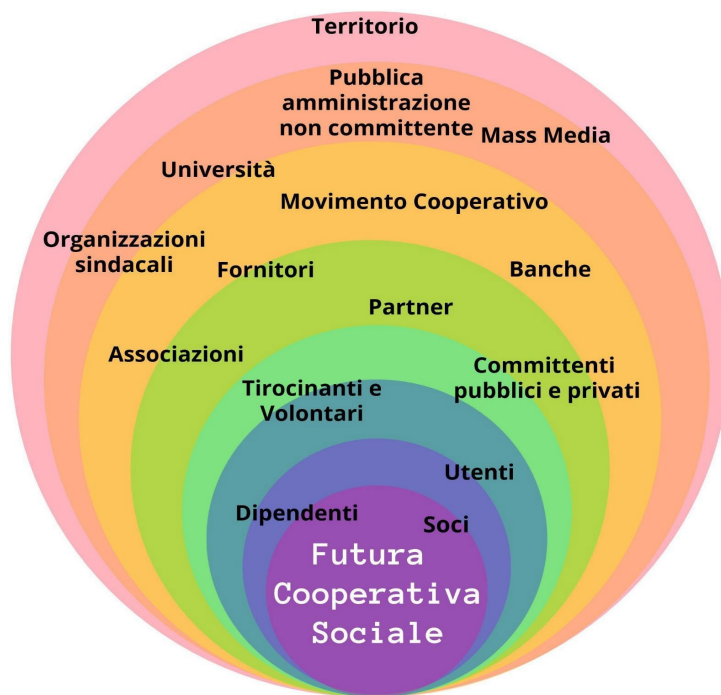 Territorio
Pubblica
amministrazione
non committente
Mass Media
Università
Movimento Cooperativo
Organizzazioni
sindacali
Fornitori
Banche
Partner
Associazioni
Committenti
pubblici e privati
Tirocinanti e
Volontari
Utenti
Dipendenti
Soci
Futura
Cooperativa
Sociale